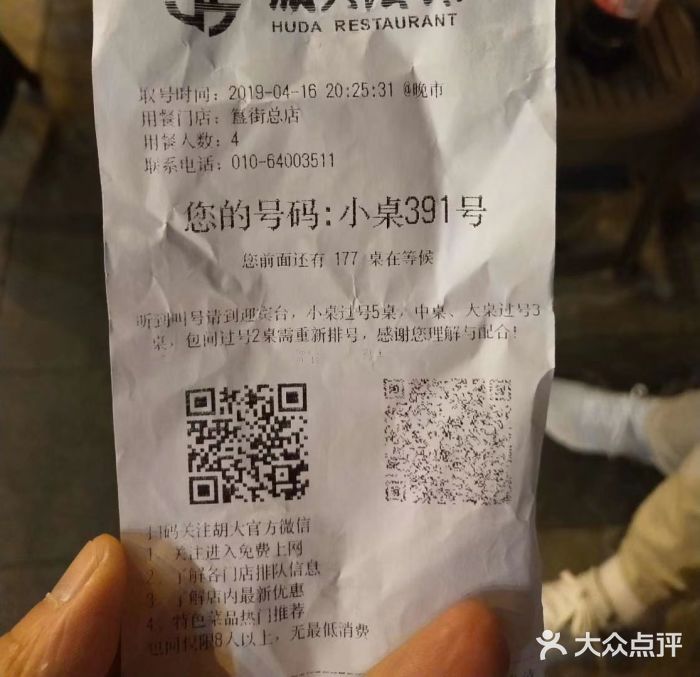 HUDA RESTAURANT
取号时间: 2019-04-16 20:25:31 @晚市
用餐门店: 簋街总店
用餐人数: 4
联系电话: 010-64003511
您的号码:小桌391号
您前面还有 177 桌在等候
听到叫号请到迎宾台, 小桌过号5桌, 中桌、大桌过号3
桌, 包间过号2桌需重新排号, 感谢您理解与配合!
扫码关注胡大官方微信
1、关注进入免费上网
2、了解各门店排队信息
3、了解店内最新优惠
4、特色菜品热门推荐
包间仅限8人以上, 无最低消费
大众点评